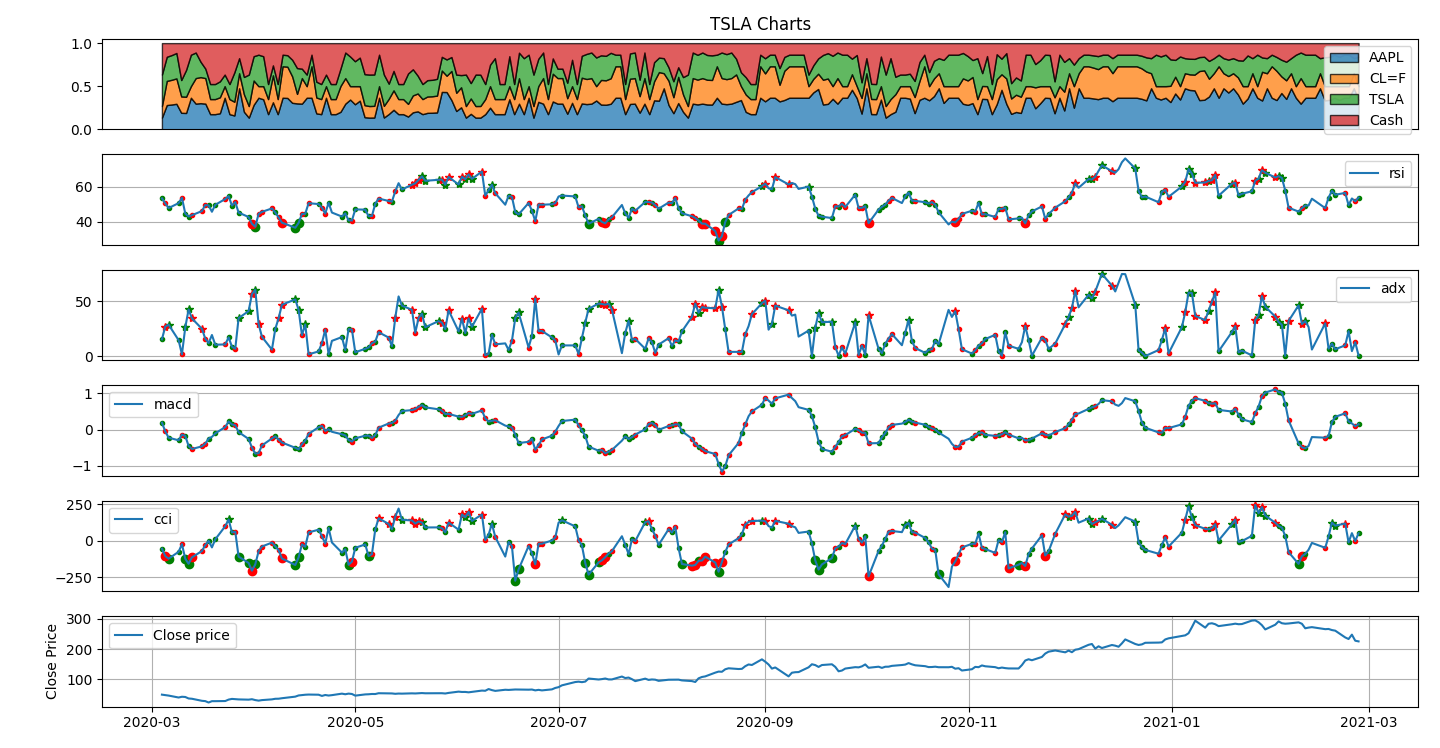 TSLA Charts
1.0
0.5
0.0
AAPL
CL=F
TSLA
Cash
60
40
rsi
50
0
adx
1
0
−1
macd
250
0
−250
cci
300
200
100
Close Price
Close price
2020-03 2020-05 2020-07 2020-09 2020-11 2021-01 2021-03